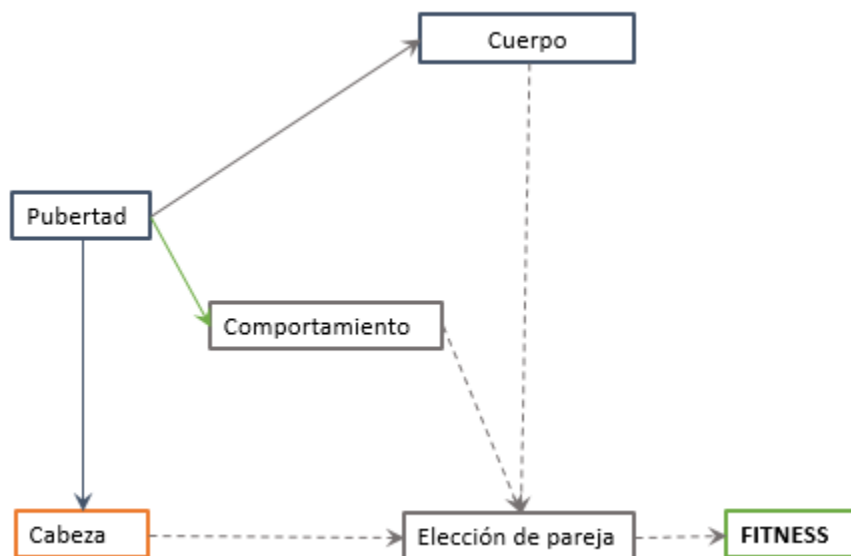 Cuerpo
Pubertad
Comportamiento
Cabeza
Elección de pareja
FITNESS